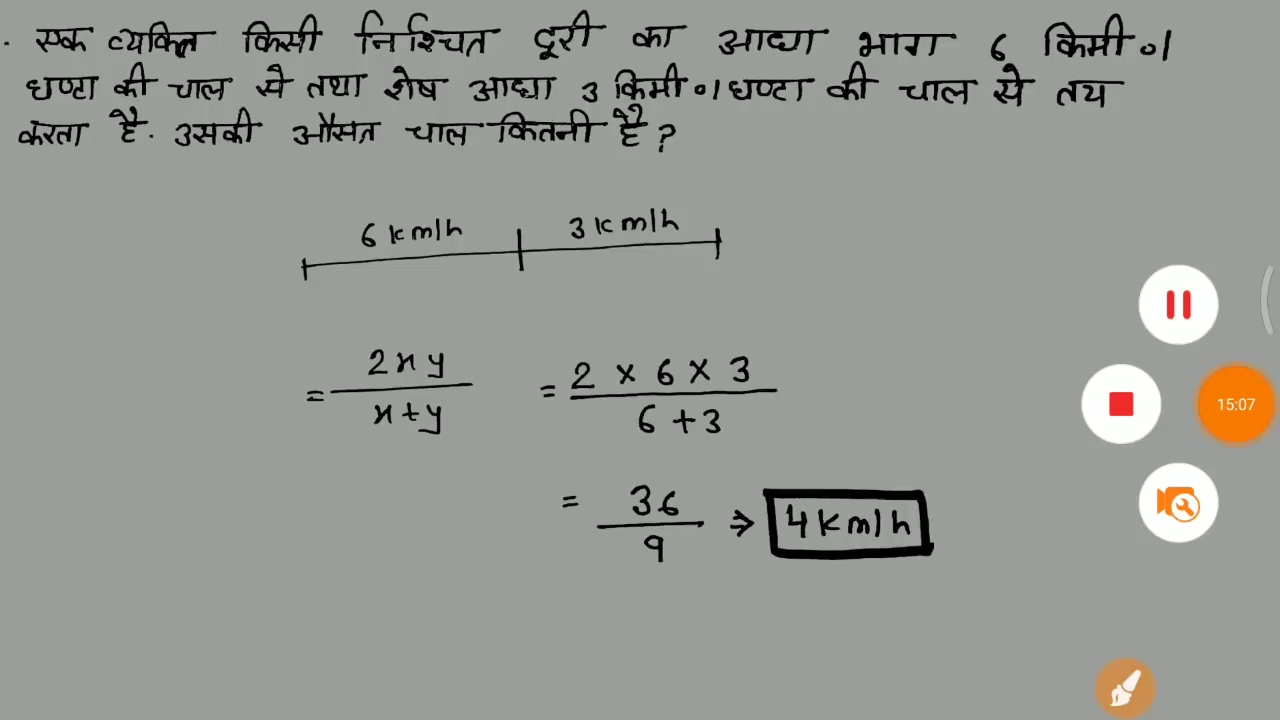 . एक व्यक्ति किसी निश्चित दूरी का आधा भाग 6 किमी०/
घण्टा की चाल से तथा शेष आधा 3 किमी०/घण्टा की चाल से तय
करता है. उसकी औसत चाल कितनी है?
6 km/h 3 km/h
= 2xy / x+y = 2 × 6 × 3 / 6 + 3
= 36 / 9 ⇒ 4 km/h
15:07